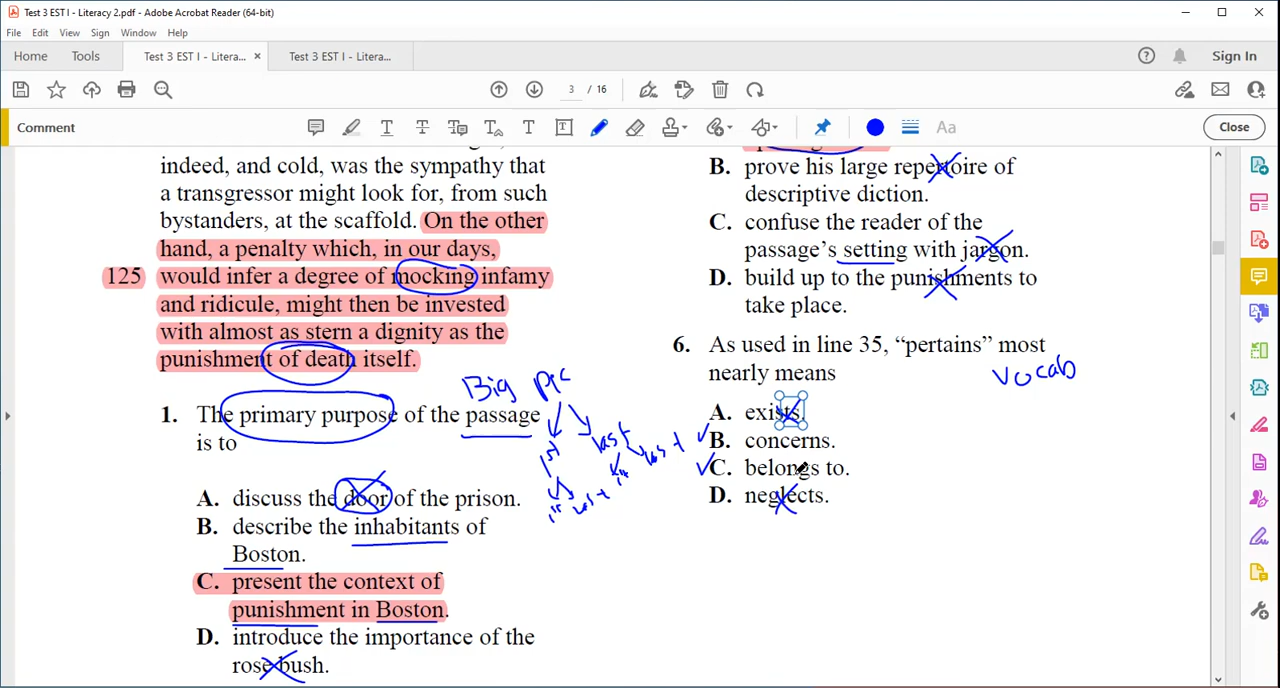 Test 3 EST I - Literacy 2.pdf - Adobe Acrobat Reader (64-bit)
File Edit View Sign Window Help
Home Tools Test 3 EST I - Litera... × Test 3 EST I - Litera... Sign In
3 / 16
Comment Close
indeed, and cold, was the sympathy that
a transgressor might look for, from such
bystanders, at the scaffold. On the other
hand, a penalty which, in our days,
125 would infer a degree of mocking infamy
and ridicule, might then be invested
with almost as stern a dignity as the
punishment of death itself.
Big pic
1. The primary purpose of the passage
is to
1st last
last
1st last
A. discuss the door of the prison.
B. describe the inhabitants of
Boston.
C. present the context of
punishment in Boston.
D. introduce the importance of the
rose bush.
B. prove his large repertoire of
descriptive diction.
C. confuse the reader of the
passage's setting with jargon.
D. build up to the punishments to
take place.
6. As used in line 35, “pertains” most
nearly means
vocab
A. exists.
B. concerns.
C. belongs to.
D. neglects.